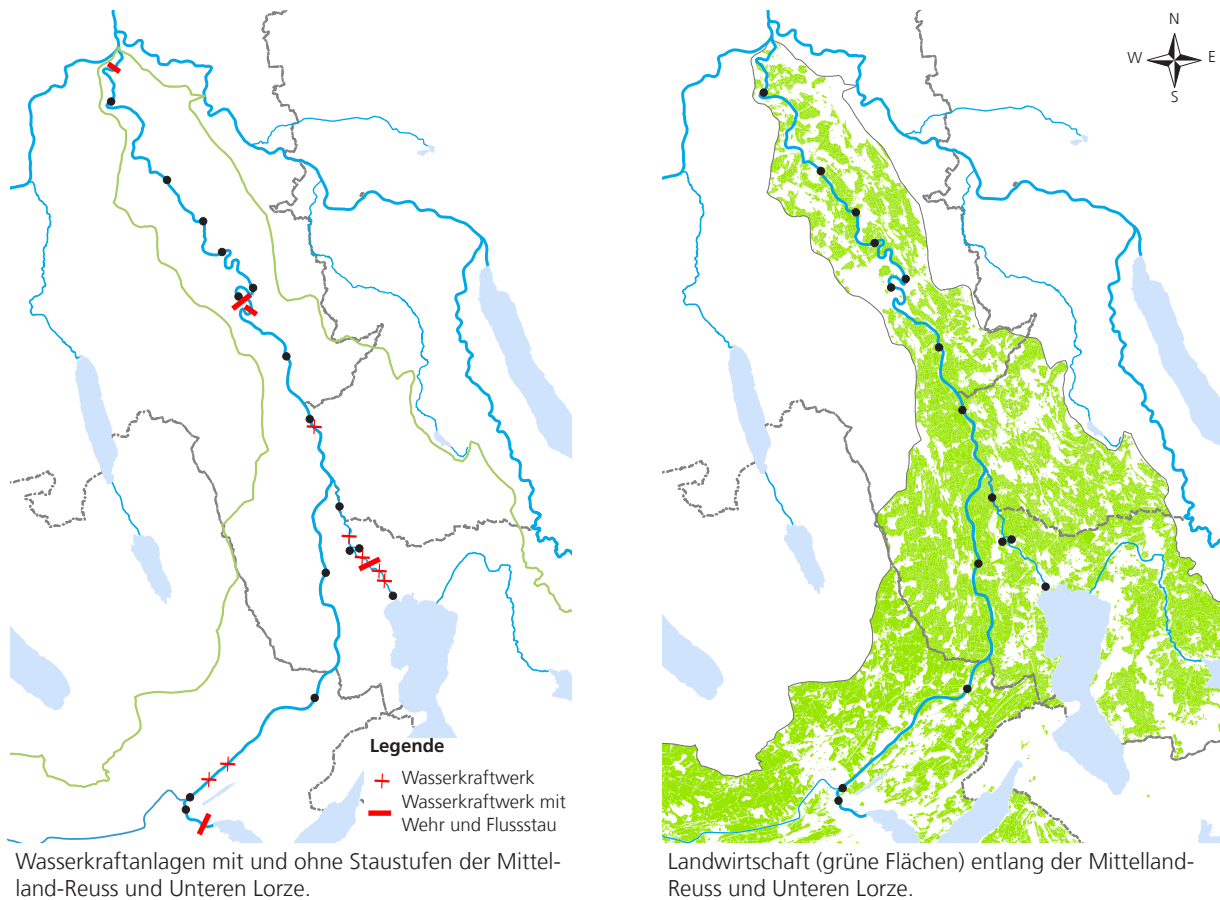 N
W E
S
Legende
Wasserkraftwerk
Wasserkraftwerk mit
Wehr und Flussstau
Wasserkraftanlagen mit und ohne Staustufen der Mittel-
land-Reuss und Unteren Lorze.
Landwirtschaft (grüne Flächen) entlang der Mittelland-
Reuss und Unteren Lorze.